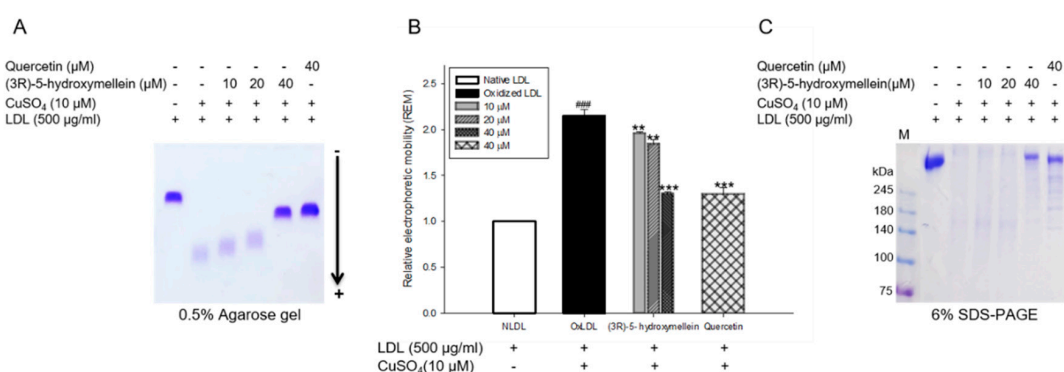 A
Quercetin (µM) - - - - - 40
(3R)-5-hydroxymellein (µM) - - 10 20 40 -
CuSO₄ (10 µM) - + + + + +
LDL (500 µg/ml) + + + + + +
-
+
0.5% Agarose gel
B
Relative electrophoretic mobility (REM)
2.5
2.0
1.5
1.0
0.5
0.0
Native LDL
Oxidized LDL
10 µM
20 µM
40 µM
40 µM
###
** **
*** ***
NLDL OxLDL (3R)-5- hydroxymellein Quercetin
LDL (500 µg/ml) + + + +
CuSO₄(10 µM) - + + +
C
Quercetin (µM) - - - - - 40
(3R)-5-hydroxymellein(µM) - - 10 20 40 -
CuSO₄ (10 µM) - + + + + +
LDL (500 µg/ml) + + + + + +
M
kDa
245
180
140
100
75
6% SDS-PAGE